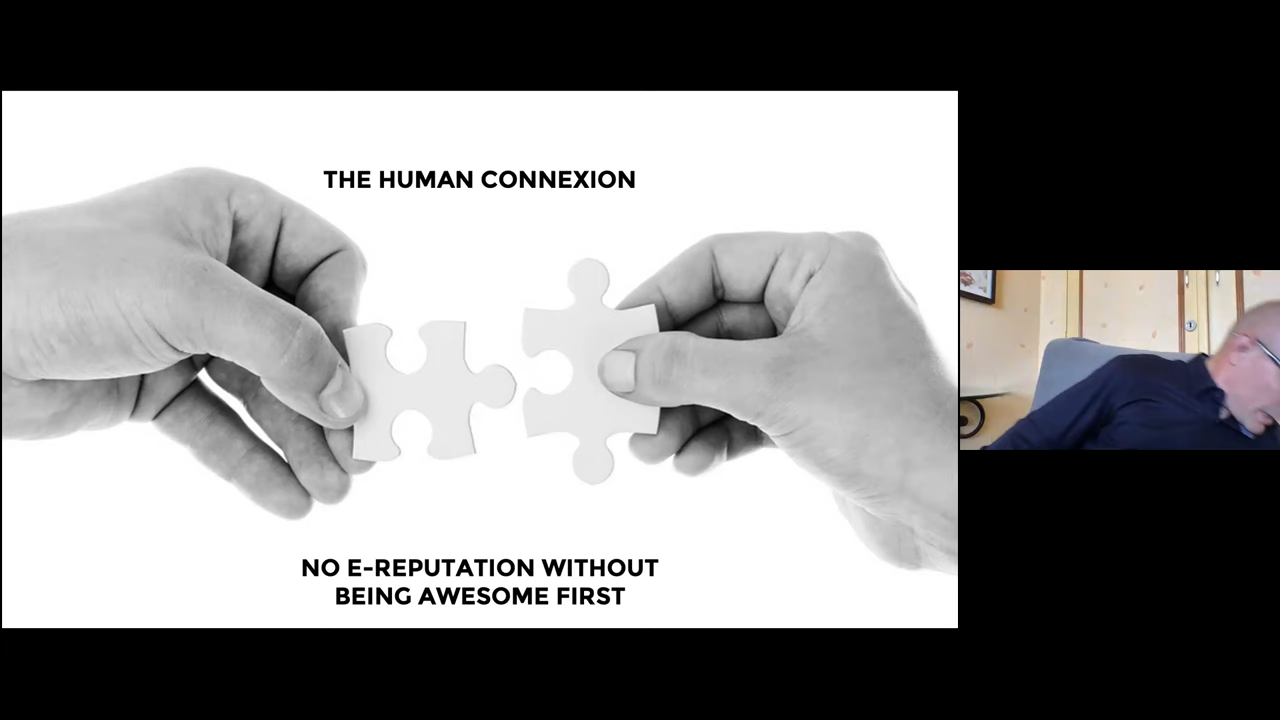 THE HUMAN CONNEXION
NO E-REPUTATION WITHOUT
BEING AWESOME FIRST